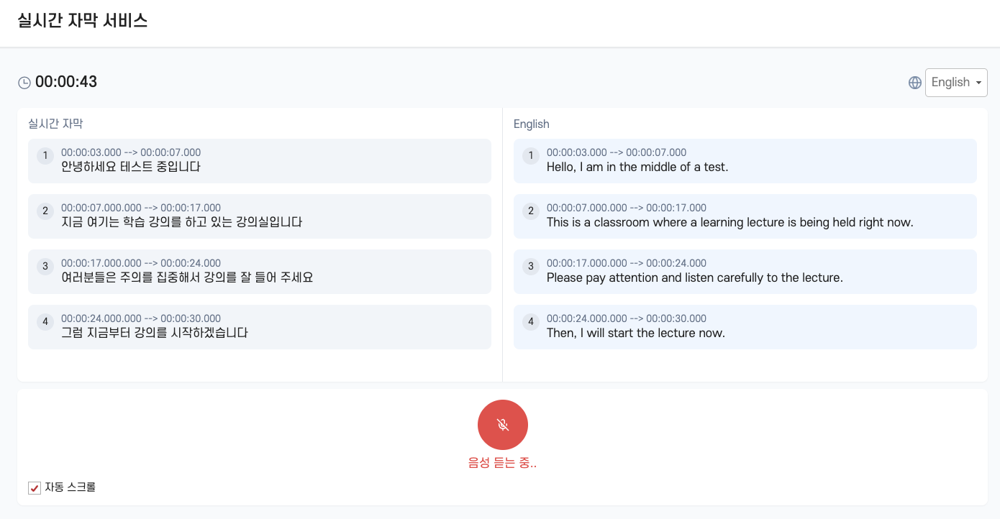 실시간 자막 서비스
00:00:43
English
실시간 자막
1
00:00:03.000 --> 00:00:07.000
안녕하세요 테스트 중입니다
2
00:00:07.000.000 --> 00:00:17.000
지금 여기는 학습 강의를 하고 있는 강의실입니다
3
00:00:17.000.000 --> 00:00:24.000
여러분들은 주의를 집중해서 강의를 잘 들어 주세요
4
00:00:24.000.000 --> 00:00:30.000
그럼 지금부터 강의를 시작하겠습니다
English
1
00:00:03.000 --> 00:00:07.000
Hello, I am in the middle of a test.
2
00:00:07.000.000 --> 00:00:17.000
This is a classroom where a learning lecture is being held right now.
3
00:00:17.000.000 --> 00:00:24.000
Please pay attention and listen carefully to the lecture.
4
00:00:24.000.000 --> 00:00:30.000
Then, I will start the lecture now.
음성 듣는 중..
자동 스크롤